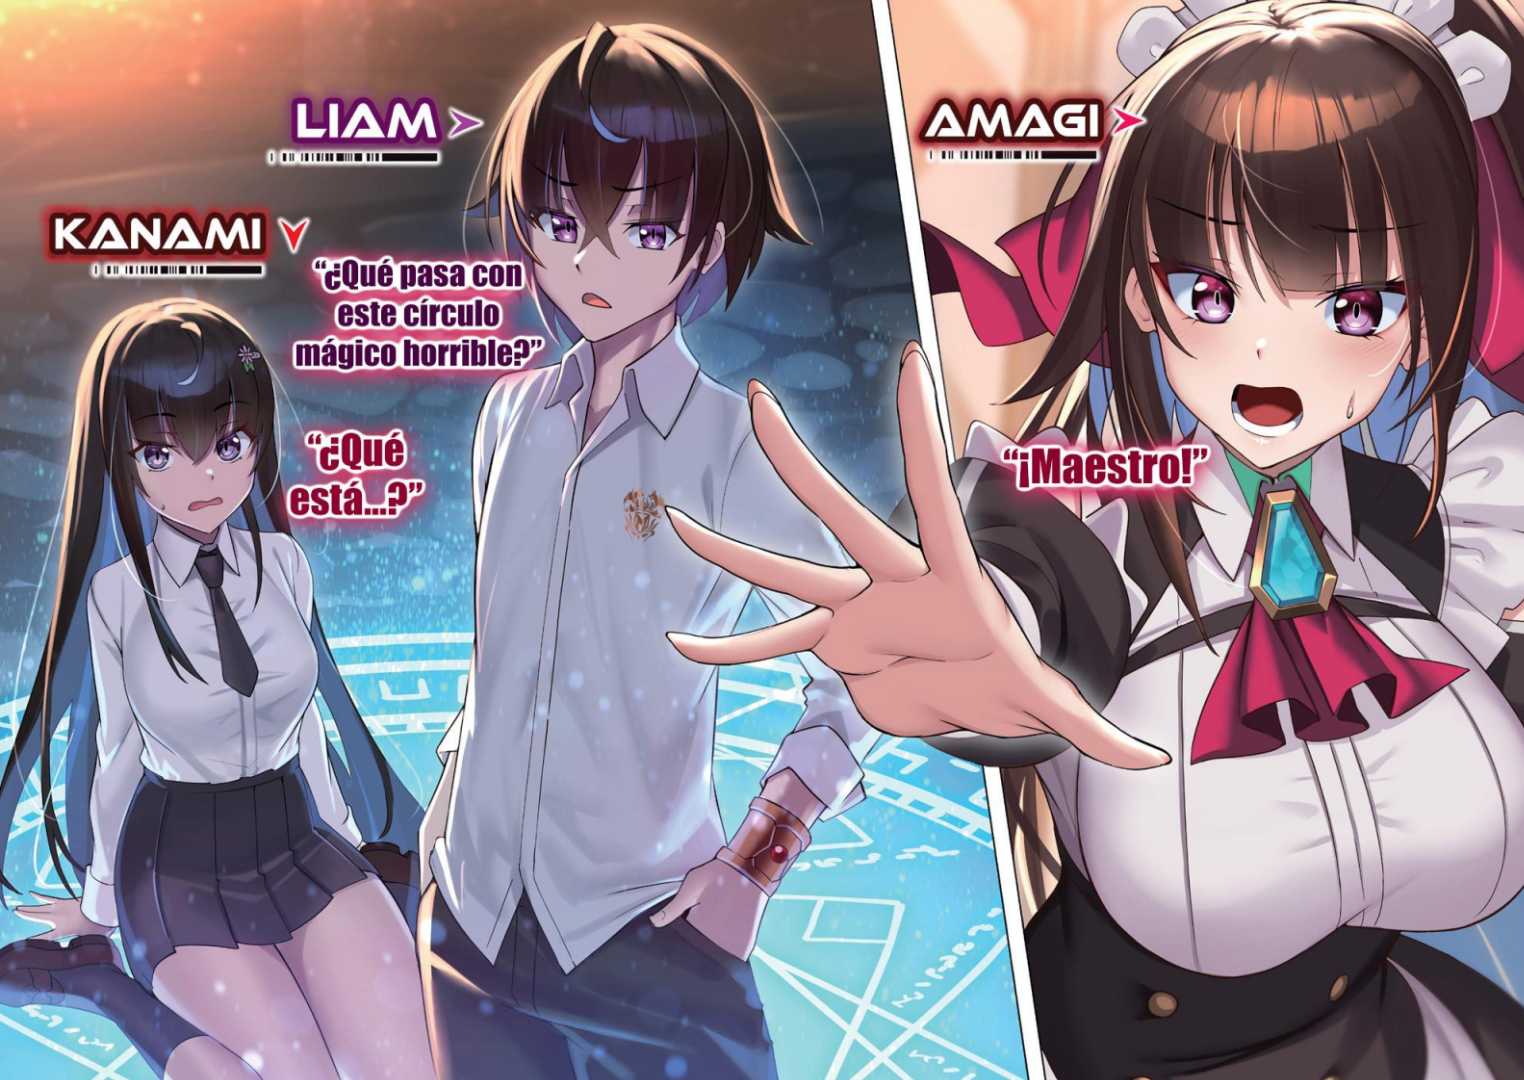 LIAM
KANAMI
“¿Qué pasa con
este círculo
mágico horrible?”
“¿Qué
está...?”
AMAGI
“¡Maestro!”